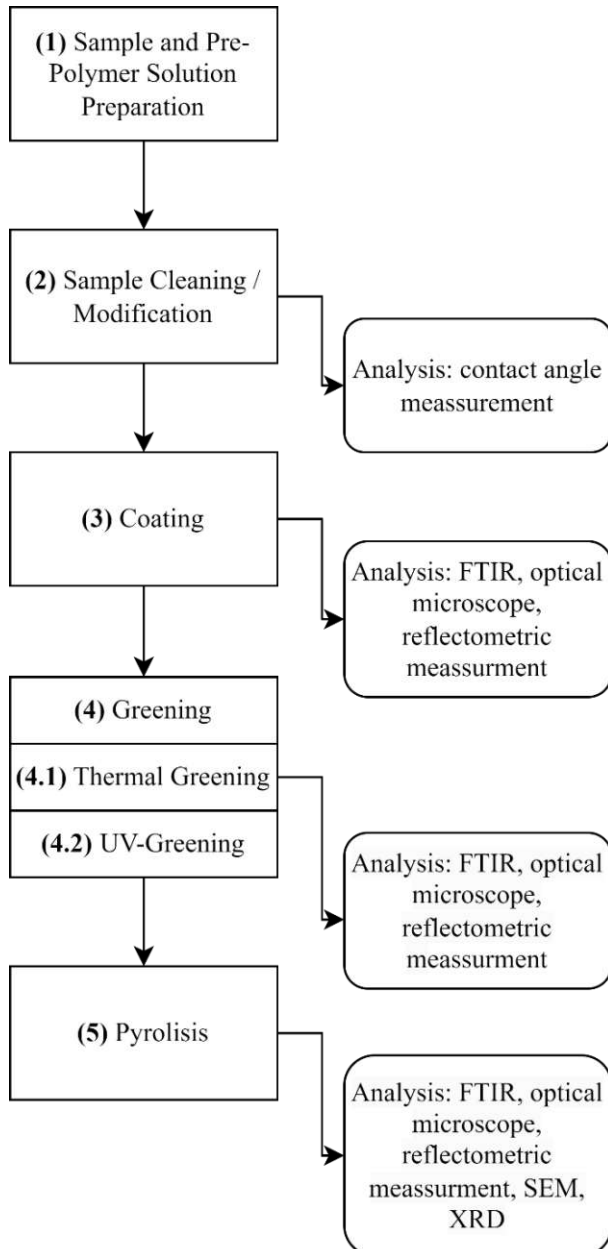 (1) Sample and Pre-
Polymer Solution
Preparation
(2) Sample Cleaning /
Modification
Analysis: contact angle
meassurement
(3) Coating
Analysis: FTIR, optical
microscope,
reflectometric
meassurment
(4) Greening
(4.1) Thermal Greening
(4.2) UV-Greening
Analysis: FTIR, optical
microscope,
reflectometric
meassurment
(5) Pyrolisis
Analysis: FTIR, optical
microscope,
reflectometric
meassurment, SEM,
XRD